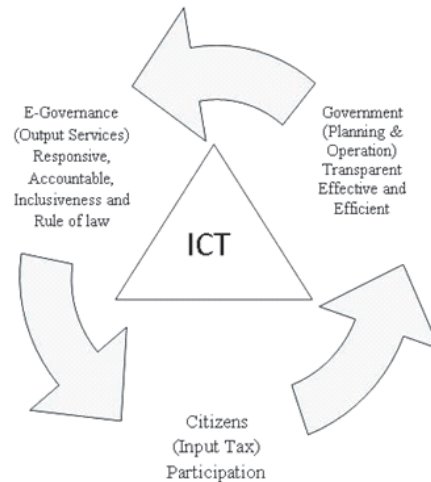 E-Governance
(Output Services)
Responsive,
Accountable,
Inclusiveness and
Rule of law
Government
(Planning &
Operation)
Transparent
Effective and
Efficient
ICT
Citizens
(Input Tax)
Participation